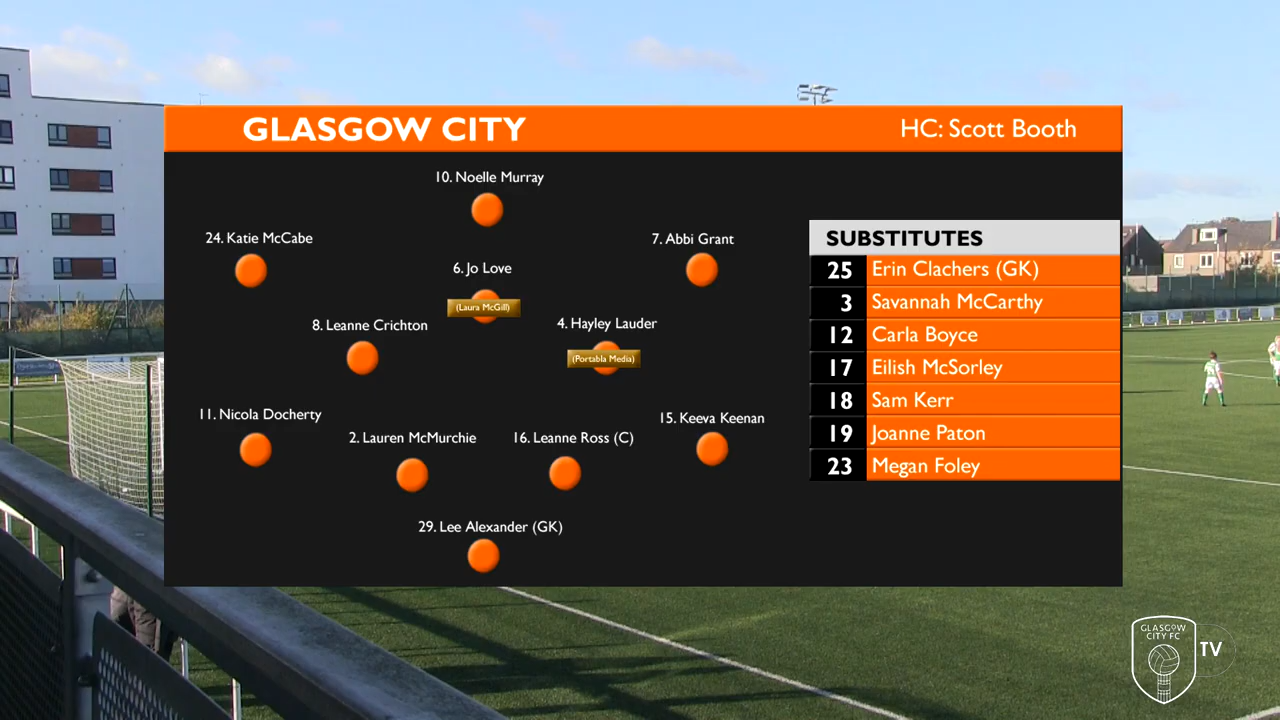 GLASGOW CITY
HC: Scott Booth
10. Noelle Murray
24. Katie McCabe
7. Abbi Grant
6. Jo Love
(Laura McGill)
8. Leanne Crichton
4. Hayley Lauder
(Portabla Media)
11. Nicola Docherty
2. Lauren McMurchie
16. Leanne Ross (C)
15. Keeva Keenan
29. Lee Alexander (GK)
SUBSTITUTES
25 Erin Clachers (GK)
3 Savannah McCarthy
12 Carla Boyce
17 Eilish McSorley
18 Sam Kerr
19 Joanne Paton
23 Megan Foley
GLASGOW
CITY FC
TV